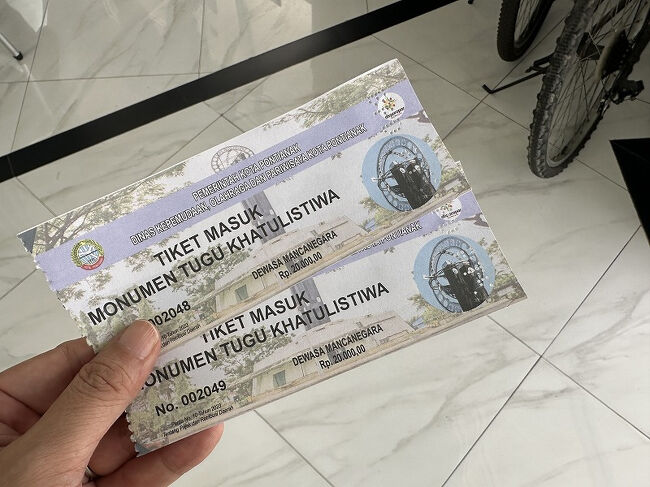 PEMERINTAH KOTA PONTIANAK
DINAS KEPEMUDAAN, OLAHRAGA DAN PARIWISATA KOTA PONTIANAK
TIKET MASUK
MONUMEN TUGU KHATULISTIWA
DEWASA MANCANEGARA
Rp. 20.000,00
002048
PONTIANAK
TIKET MASUK
MONUMEN TUGU KHATULISTIWA
DEWASA MANCANEGARA
Rp. 20.000,00
No. 002049